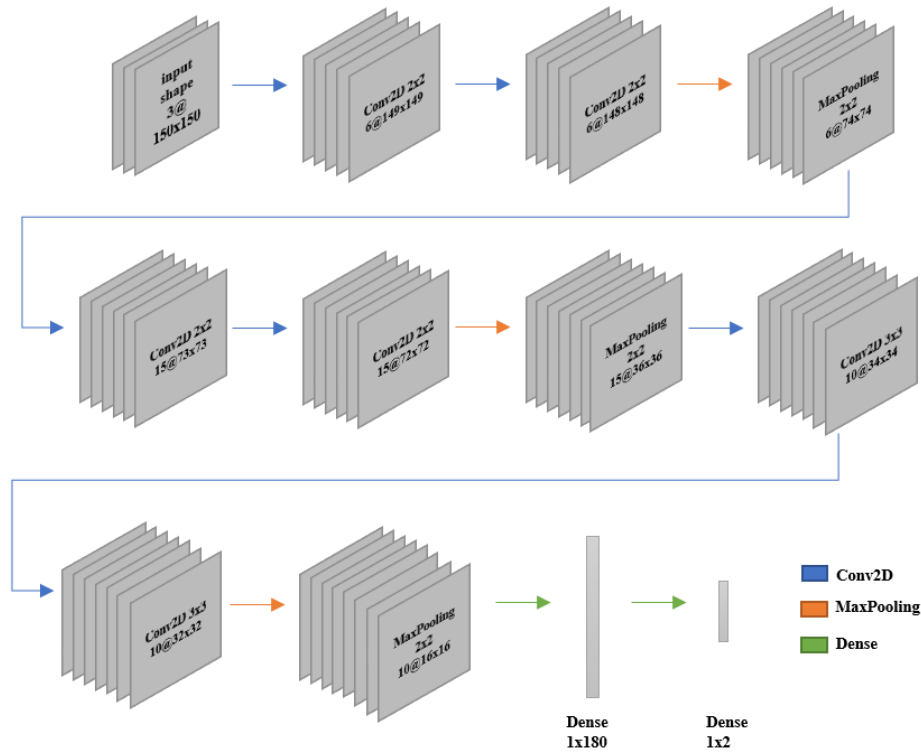 input
shape
3@
150x150
Conv2D 2x2
6@149x149
Conv2D 2x2
6@148x148
MaxPooling
2x2
6@74x74
Conv2D 2x2
15@73x73
Conv2D 2x2
15@72x72
MaxPooling
2x2
15@36x36
Conv2D 3x3
10@34x34
Conv2D 3x3
10@32x32
MaxPooling
2x2
10@16x16
Dense
1x180
Dense
1x2
Conv2D
MaxPooling
Dense